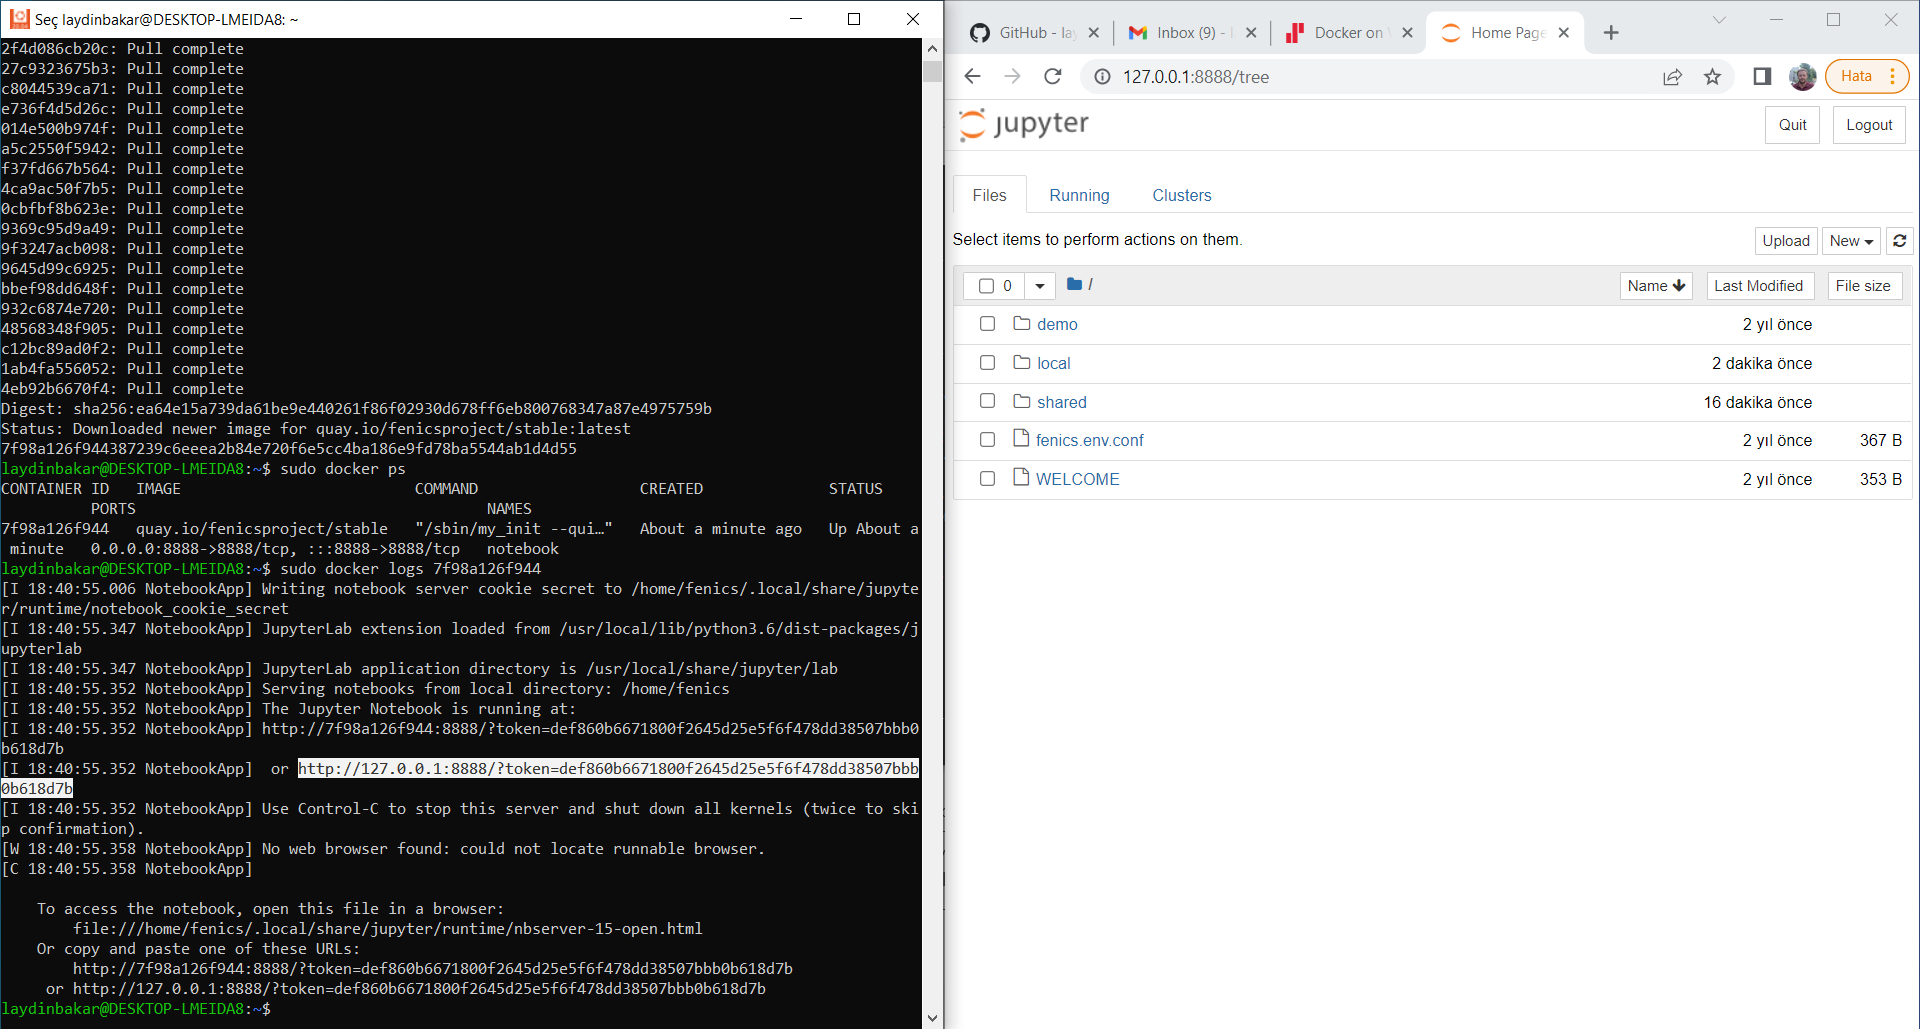 Seç laydinbakar@DESKTOP-LMEIDA8: ~
2f4d086cb20c: Pull complete
27c9323675b3: Pull complete
c8044539ca71: Pull complete
e736f4d5d26c: Pull complete
014e500b974f: Pull complete
a5c2550f5942: Pull complete
f37fd667b564: Pull complete
4ca9ac50f7b5: Pull complete
0cbfbf8b623e: Pull complete
9369c95d9a49: Pull complete
9f3247acb098: Pull complete
9645d99c6925: Pull complete
bbef98dd648f: Pull complete
932c6874e720: Pull complete
48568348f905: Pull complete
c12bc89ad0f2: Pull complete
1ab4fa556052: Pull complete
4eb92b6670f4: Pull complete
Digest: sha256:ea64e15a739da61be9e440261f86f02930d678ff6eb800768347a87e4975759b
Status: Downloaded newer image for quay.io/fenicsproject/stable:latest
7f98a126f944387239c6eeea2b84e720f6e5cc4ba186e9fd78ba5544ab1d4d55
laydinbakar@DESKTOP-LMEIDA8:~$ sudo docker ps
CONTAINER ID   IMAGE                          COMMAND                  CREATED              STATUS
PORTS                                       NAMES
7f98a126f944   quay.io/fenicsproject/stable   "/sbin/my_init --qui…"   About a minute ago   Up About a
minute   0.0.0.0:8888->8888/tcp, :::8888->8888/tcp   notebook
laydinbakar@DESKTOP-LMEIDA8:~$ sudo docker logs 7f98a126f944
[I 18:40:55.006 NotebookApp] Writing notebook server cookie secret to /home/fenics/.local/share/jupyte
r/runtime/notebook_cookie_secret
[I 18:40:55.347 NotebookApp] JupyterLab extension loaded from /usr/local/lib/python3.6/dist-packages/j
upyterlab
[I 18:40:55.347 NotebookApp] JupyterLab application directory is /usr/local/share/jupyter/lab
[I 18:40:55.352 NotebookApp] Serving notebooks from local directory: /home/fenics
[I 18:40:55.352 NotebookApp] The Jupyter Notebook is running at:
[I 18:40:55.352 NotebookApp] http://7f98a126f944:8888/?token=def860b6671800f2645d25e5f6f478dd38507bbb0
b618d7b
[I 18:40:55.352 NotebookApp]  or http://127.0.0.1:8888/?token=def860b6671800f2645d25e5f6f478dd38507bbb
0b618d7b
[I 18:40:55.352 NotebookApp] Use Control-C to stop this server and shut down all kernels (twice to ski
p confirmation).
[W 18:40:55.358 NotebookApp] No web browser found: could not locate runnable browser.
[C 18:40:55.358 NotebookApp]
To access the notebook, open this file in a browser:
file:///home/fenics/.local/share/jupyter/runtime/nbserver-15-open.html
Or copy and paste one of these URLs:
http://7f98a126f944:8888/?token=def860b6671800f2645d25e5f6f478dd38507bbb0b618d7b
or http://127.0.0.1:8888/?token=def860b6671800f2645d25e5f6f478dd38507bbb0b618d7b
laydinbakar@DESKTOP-LMEIDA8:~$
GitHub - lay Inbox (9) - Docker on Home Page
127.0.0.1:8888/tree Hata
jupyter Quit Logout
Files Running Clusters
Select items to perform actions on them. Upload New
0 / Name Last Modified File size
demo 2 yıl önce
local 2 dakika önce
shared 16 dakika önce
fenics.env.conf 2 yıl önce 367 B
WELCOME 2 yıl önce 353 B